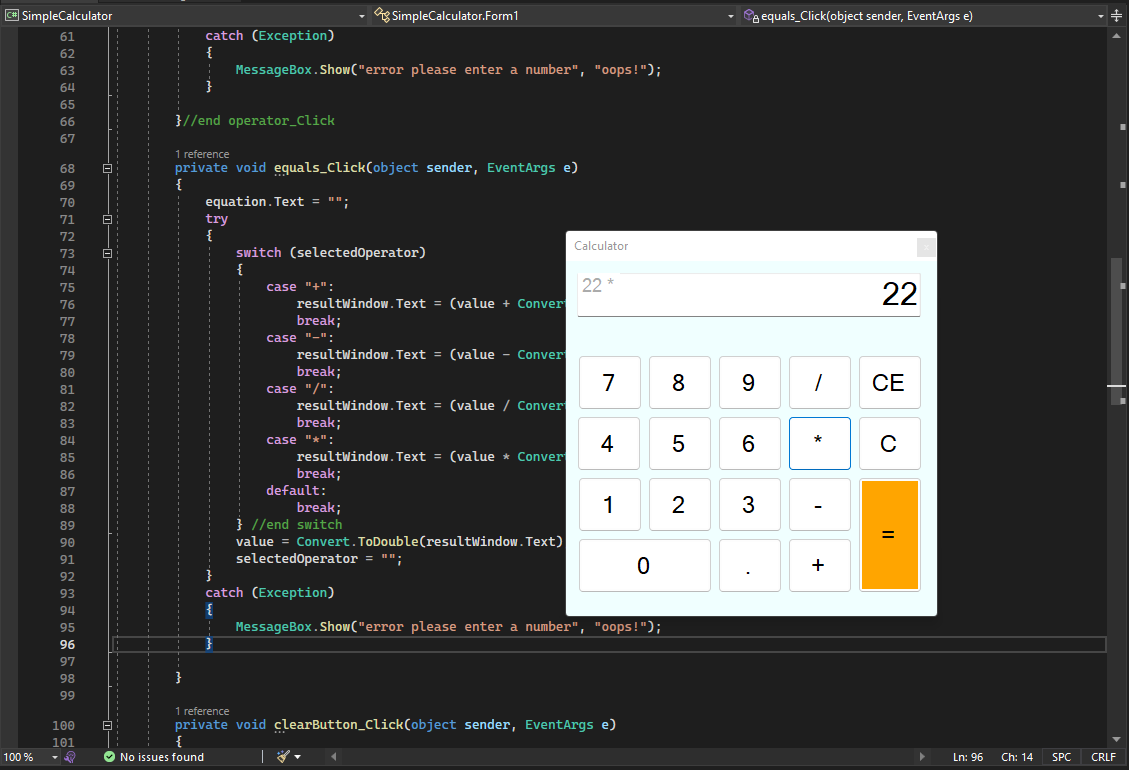 SimpleCalculator
SimpleCalculator.Form1
equals_Click(object sender, EventArgs e)
61 catch (Exception)
62 {
63 MessageBox.Show("error please enter a number", "oops!");
64 }
65
66 }//end operator_Click
67
1 reference
68 private void equals_Click(object sender, EventArgs e)
69 {
70 equation.Text = "";
71 try
72 {
73 switch (selectedOperator)
74 {
75 case "+":
76 resultWindow.Text = (value + Convert
77 break;
78 case "-":
79 resultWindow.Text = (value - Convert
80 break;
81 case "/":
82 resultWindow.Text = (value / Convert
83 break;
84 case "*":
85 resultWindow.Text = (value * Convert
86 break;
87 default:
88 break;
89 } //end switch
90 value = Convert.ToDouble(resultWindow.Text)
91 selectedOperator = "";
92 }
93 catch (Exception)
94 {
95 MessageBox.Show("error please enter a number", "oops!");
96 }
97
98 }
99
1 reference
100 private void clearButton_Click(object sender, EventArgs e)
101 {
Calculator
22 *
22
7 8 9 / CE
4 5 6 * C
1 2 3 - =
0 . +
100 %
No issues found
Ln: 96 Ch: 14 SPC CRLF